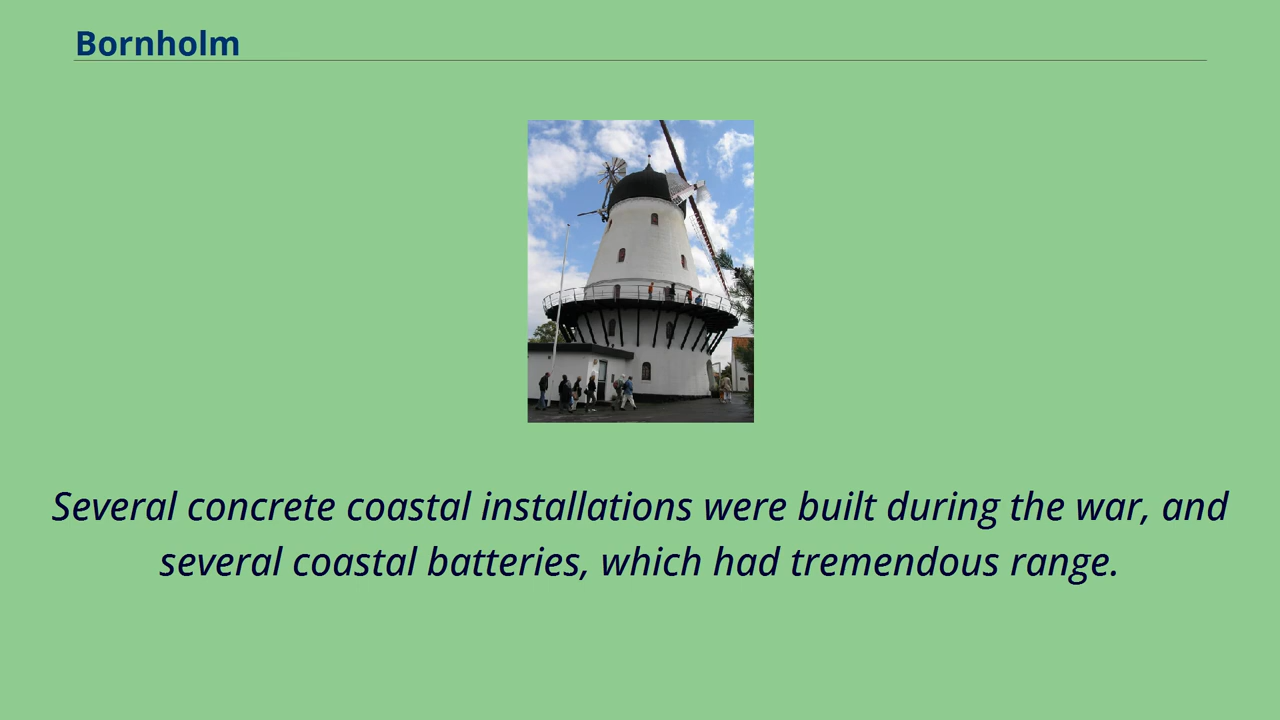 Bornholm
Several concrete coastal installations were built during the war, and
several coastal batteries, which had tremendous range.